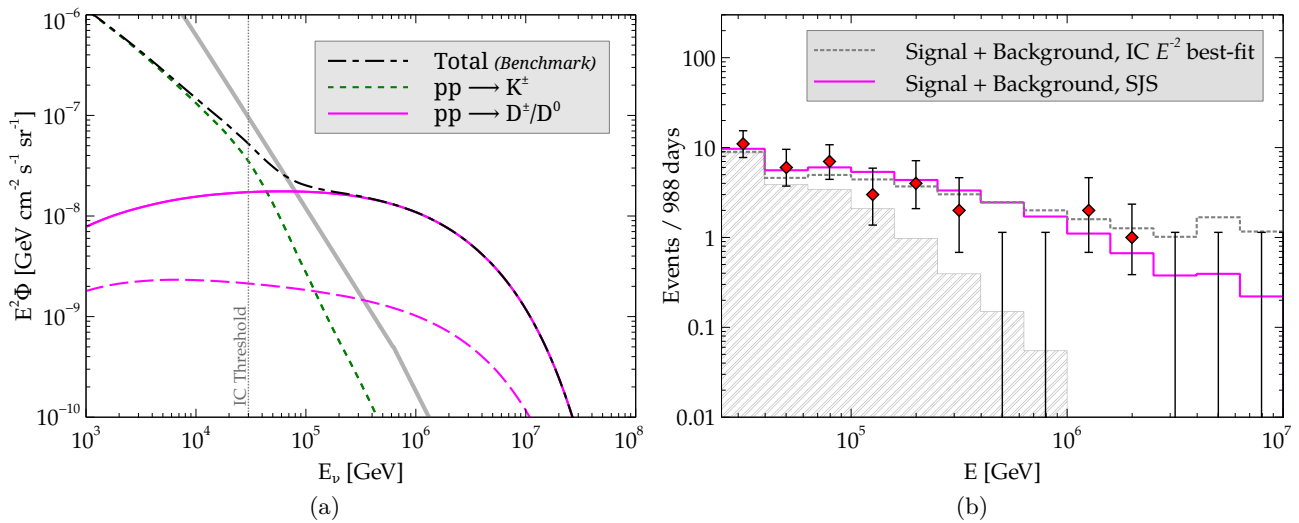 10⁻⁶
10⁻⁷
10⁻⁸
10⁻⁹
10⁻¹⁰
E²Φ [GeV cm⁻² s⁻¹ sr⁻¹]
Total (Benchmark)
pp ⟶ K^±
pp ⟶ D^±/D⁰
IC Threshold
10³
10⁴
10⁵
10⁶
10⁷
10⁸
E_ν [GeV]
(a)
100
10
1
0.1
0.01
Events / 988 days
Signal + Background, IC E⁻² best-fit
Signal + Background, SJS
10⁵
10⁶
10⁷
E [GeV]
(b)